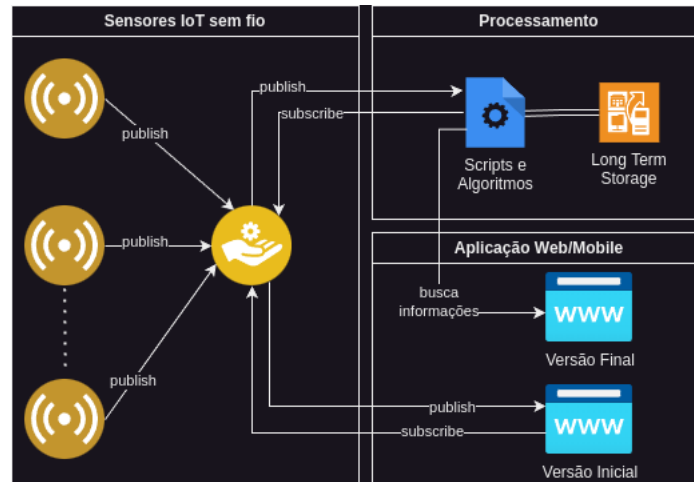 Sensores IoT sem fio
publish
publish
publish
Processamento
publish
subscribe
Scripts e
Algoritmos
Long Term
Storage
Aplicação Web/Mobile
busca
informações
WWW
Versão Final
publish
subscribe
WWW
Versão Inicial